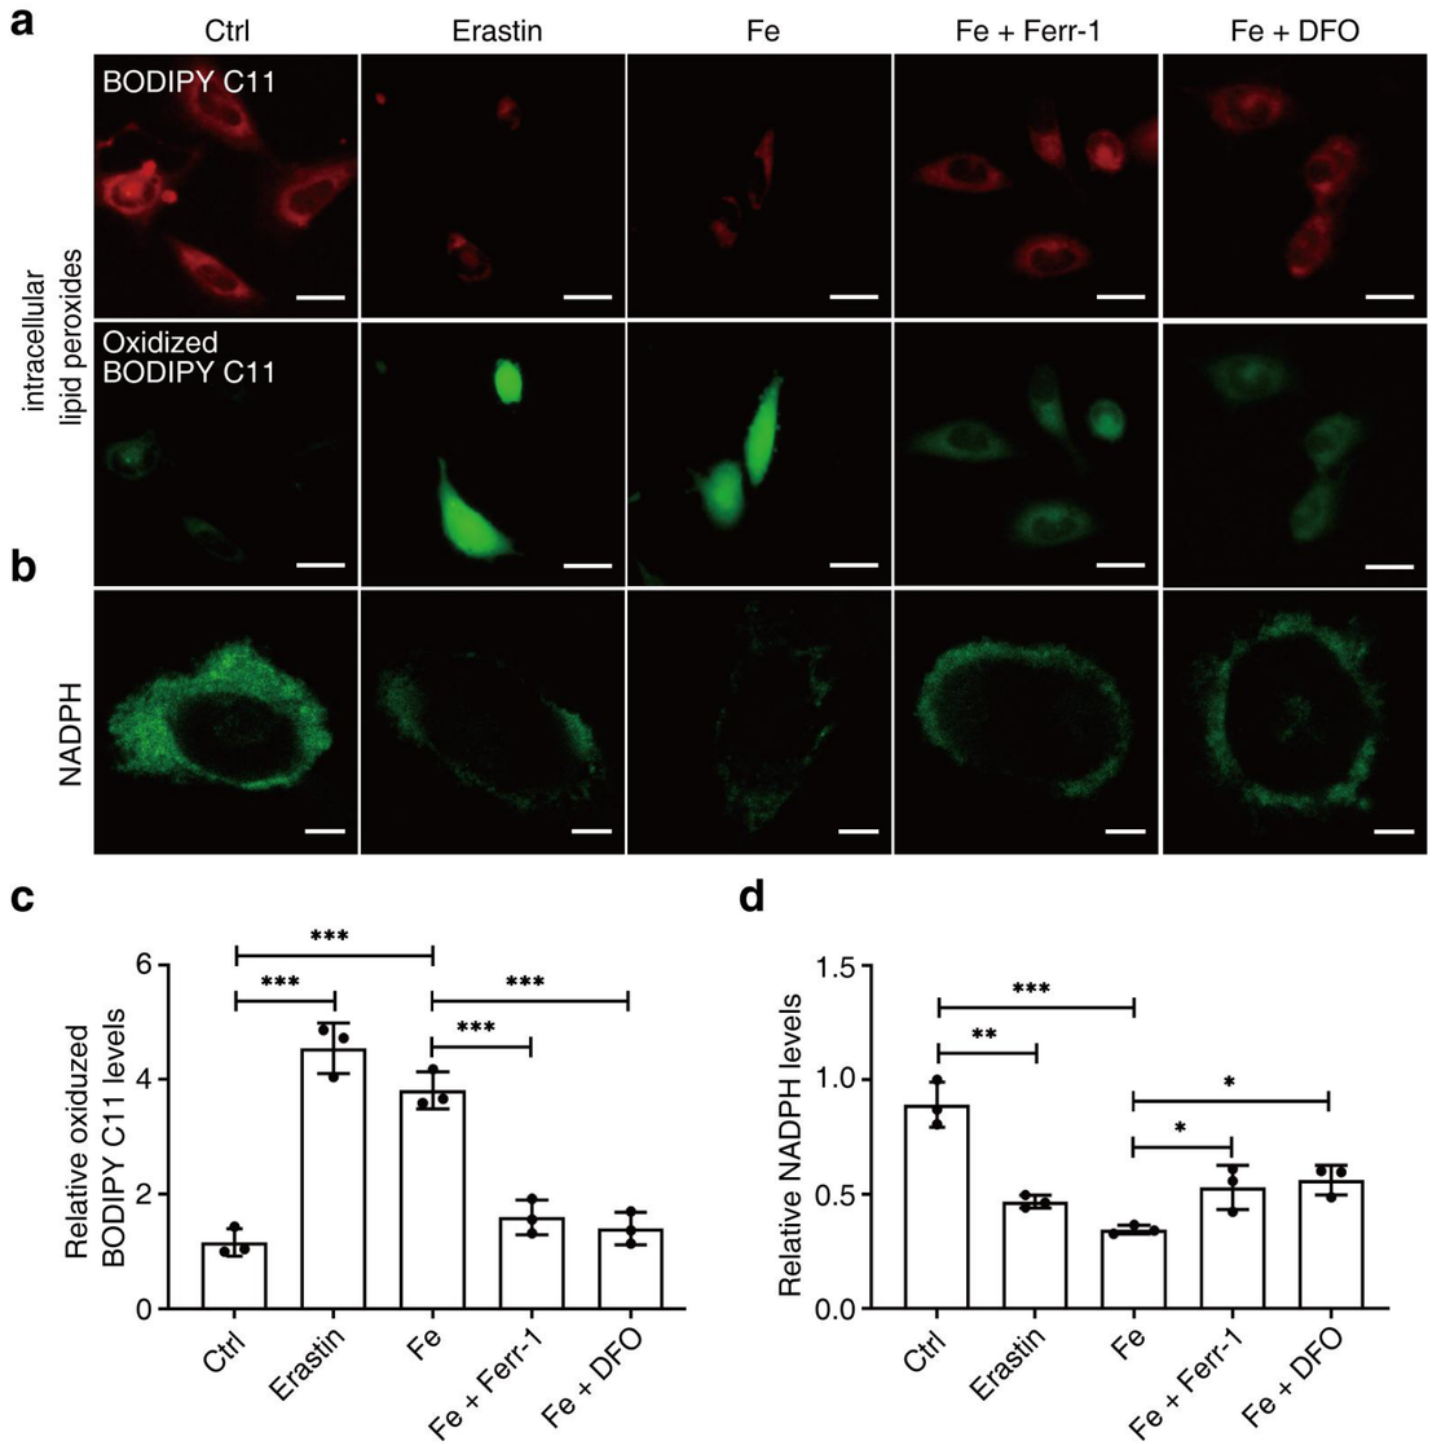 a
Ctrl
Erastin
Fe
Fe + Ferr-1
Fe + DFO
BODIPY C11
intracellular
lipid peroxides
Oxidized
BODIPY C11
b
NADPH
c
***
***
***
***
Relative oxiduzed
BODIPY C11 levels
6
4
2
0
Ctrl
Erastin
Fe
Fe + Ferr-1
Fe + DFO
d
***
**
*
*
Relative NADPH levels
1.5
1.0
0.5
0.0
Ctrl
Erastin
Fe
Fe + Ferr-1
Fe + DFO